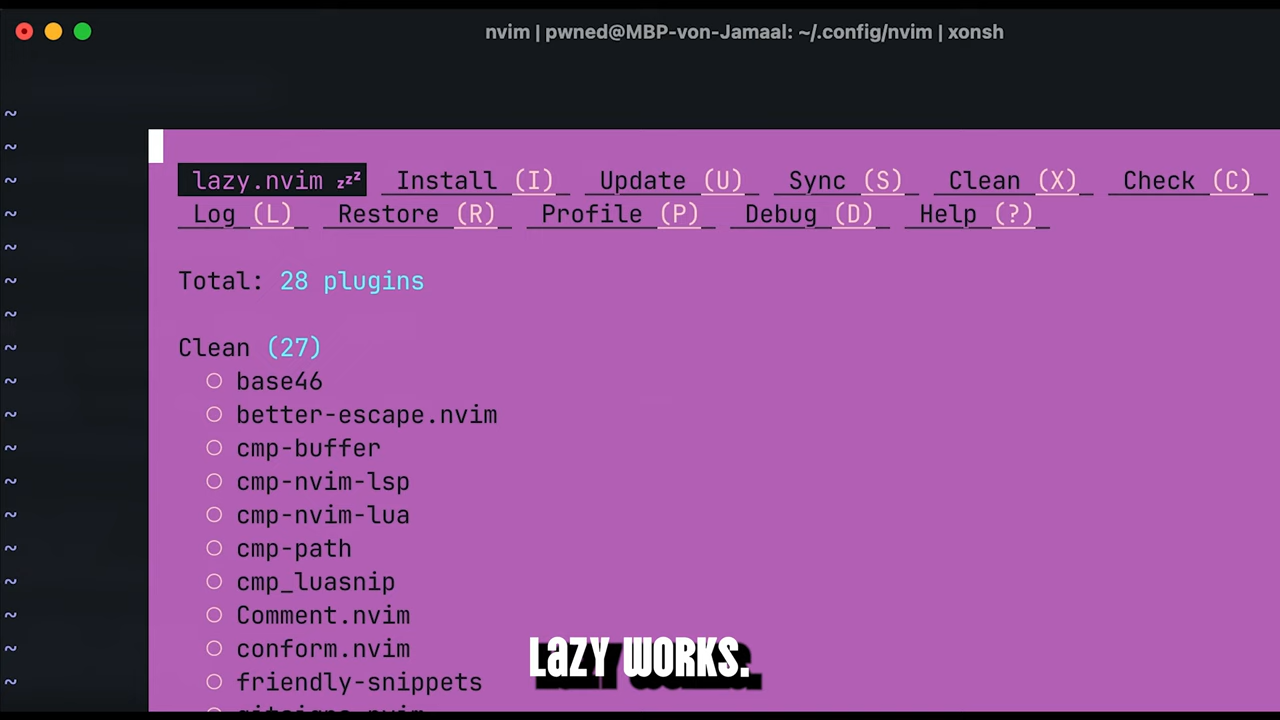 nvim | pwned@MBP-von-Jamaal: ~/.config/nvim | xonsh
~
~
~ lazy.nvim zzz Install (I) Update (U) Sync (S) Clean (X) Check (C)
~ Log (L) Restore (R) Profile (P) Debug (D) Help (?)
~
~ Total: 28 plugins
~
~ Clean (27)
~ ○ base46
~ ○ better-escape.nvim
~ ○ cmp-buffer
~ ○ cmp-nvim-lsp
~ ○ cmp-nvim-lua
~ ○ cmp-path
~ ○ cmp_luasnip
~ ○ Comment.nvim
~ ○ conform.nvim
~ ○ friendly-snippets
gitsigns.nvim
LAZY WORKS.